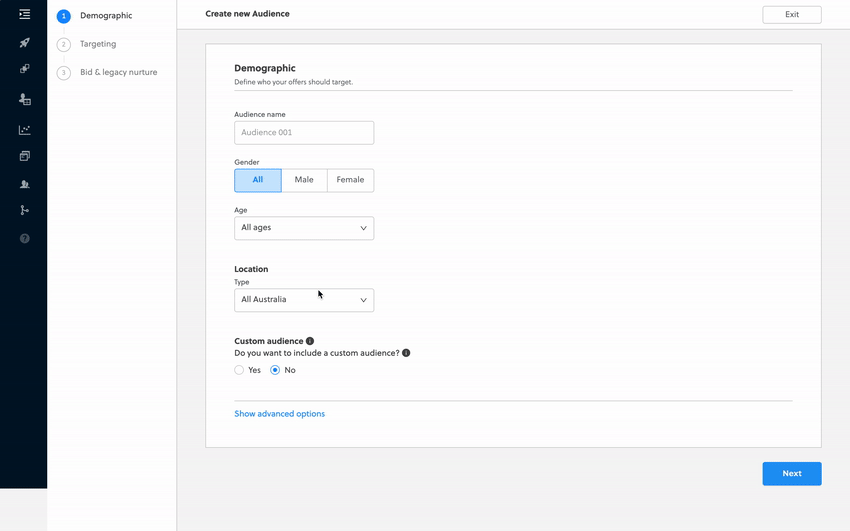 1 Demographic
2 Targeting
3 Bid & legacy nurture
Create new Audience
Exit
Demographic
Define who your offers should target.
Audience name
Audience 001
Gender
All Male Female
Age
All ages
Location
Type
All Australia
Custom audience i
Do you want to include a custom audience? i
Yes No
Show advanced options
Next
?